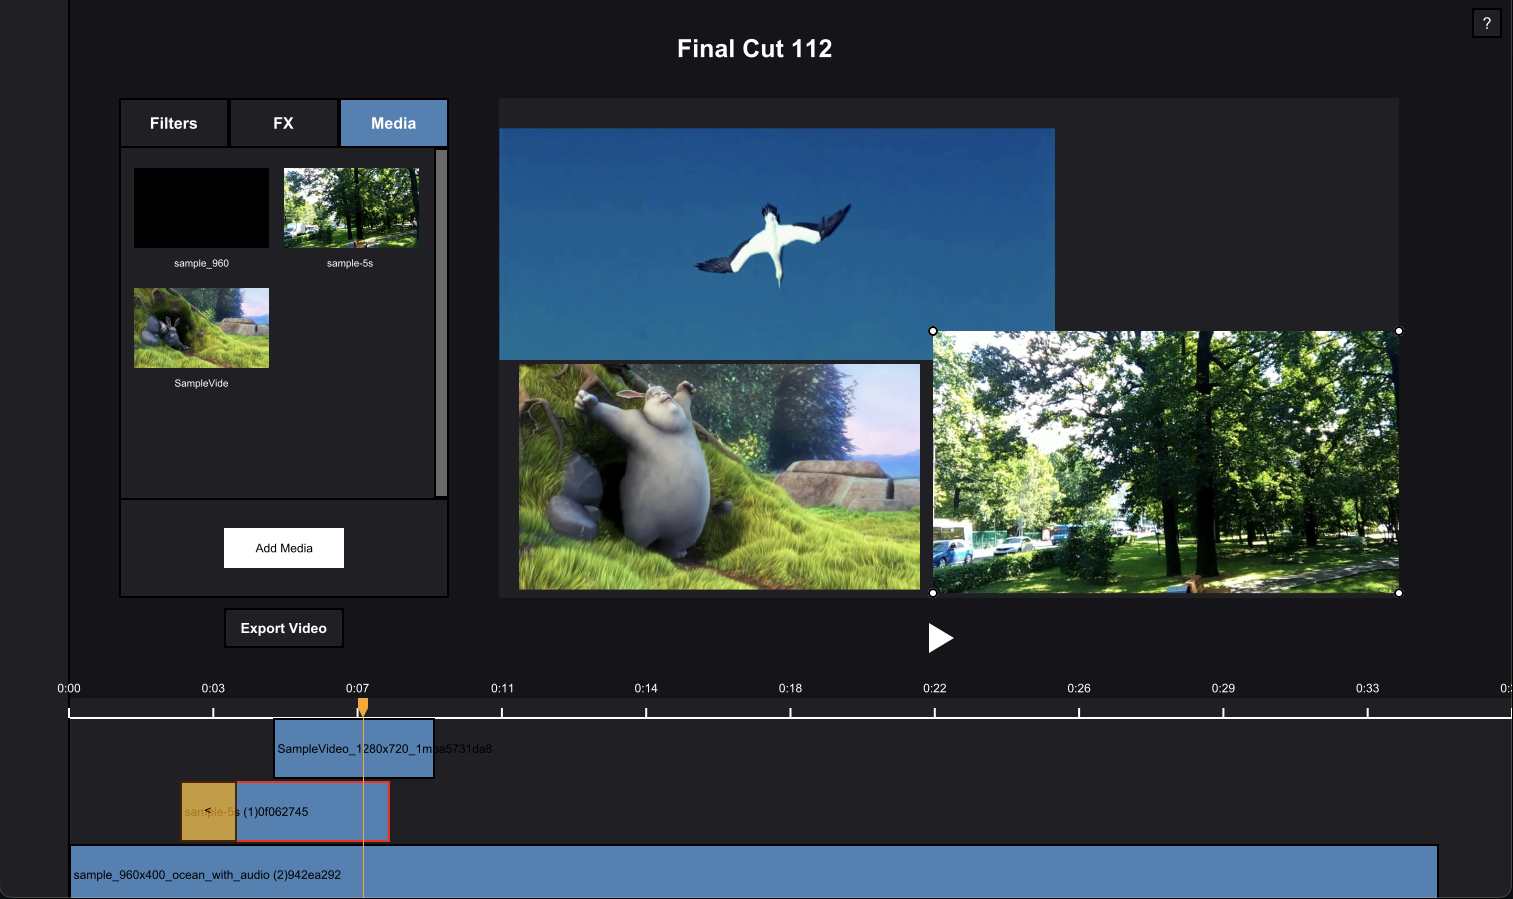 ?
Final Cut 112
Filters
FX
Media
sample_960
sample-5s
SampleVide
Add Media
Export Video
0:00
0:03
0:07
0:11
0:14
0:18
0:22
0:26
0:29
0:33
SampleVideo_1280x720_1mba5731da8
<
sample-5s (1)0f062745
sample_960x400_ocean_with_audio (2)942ea292